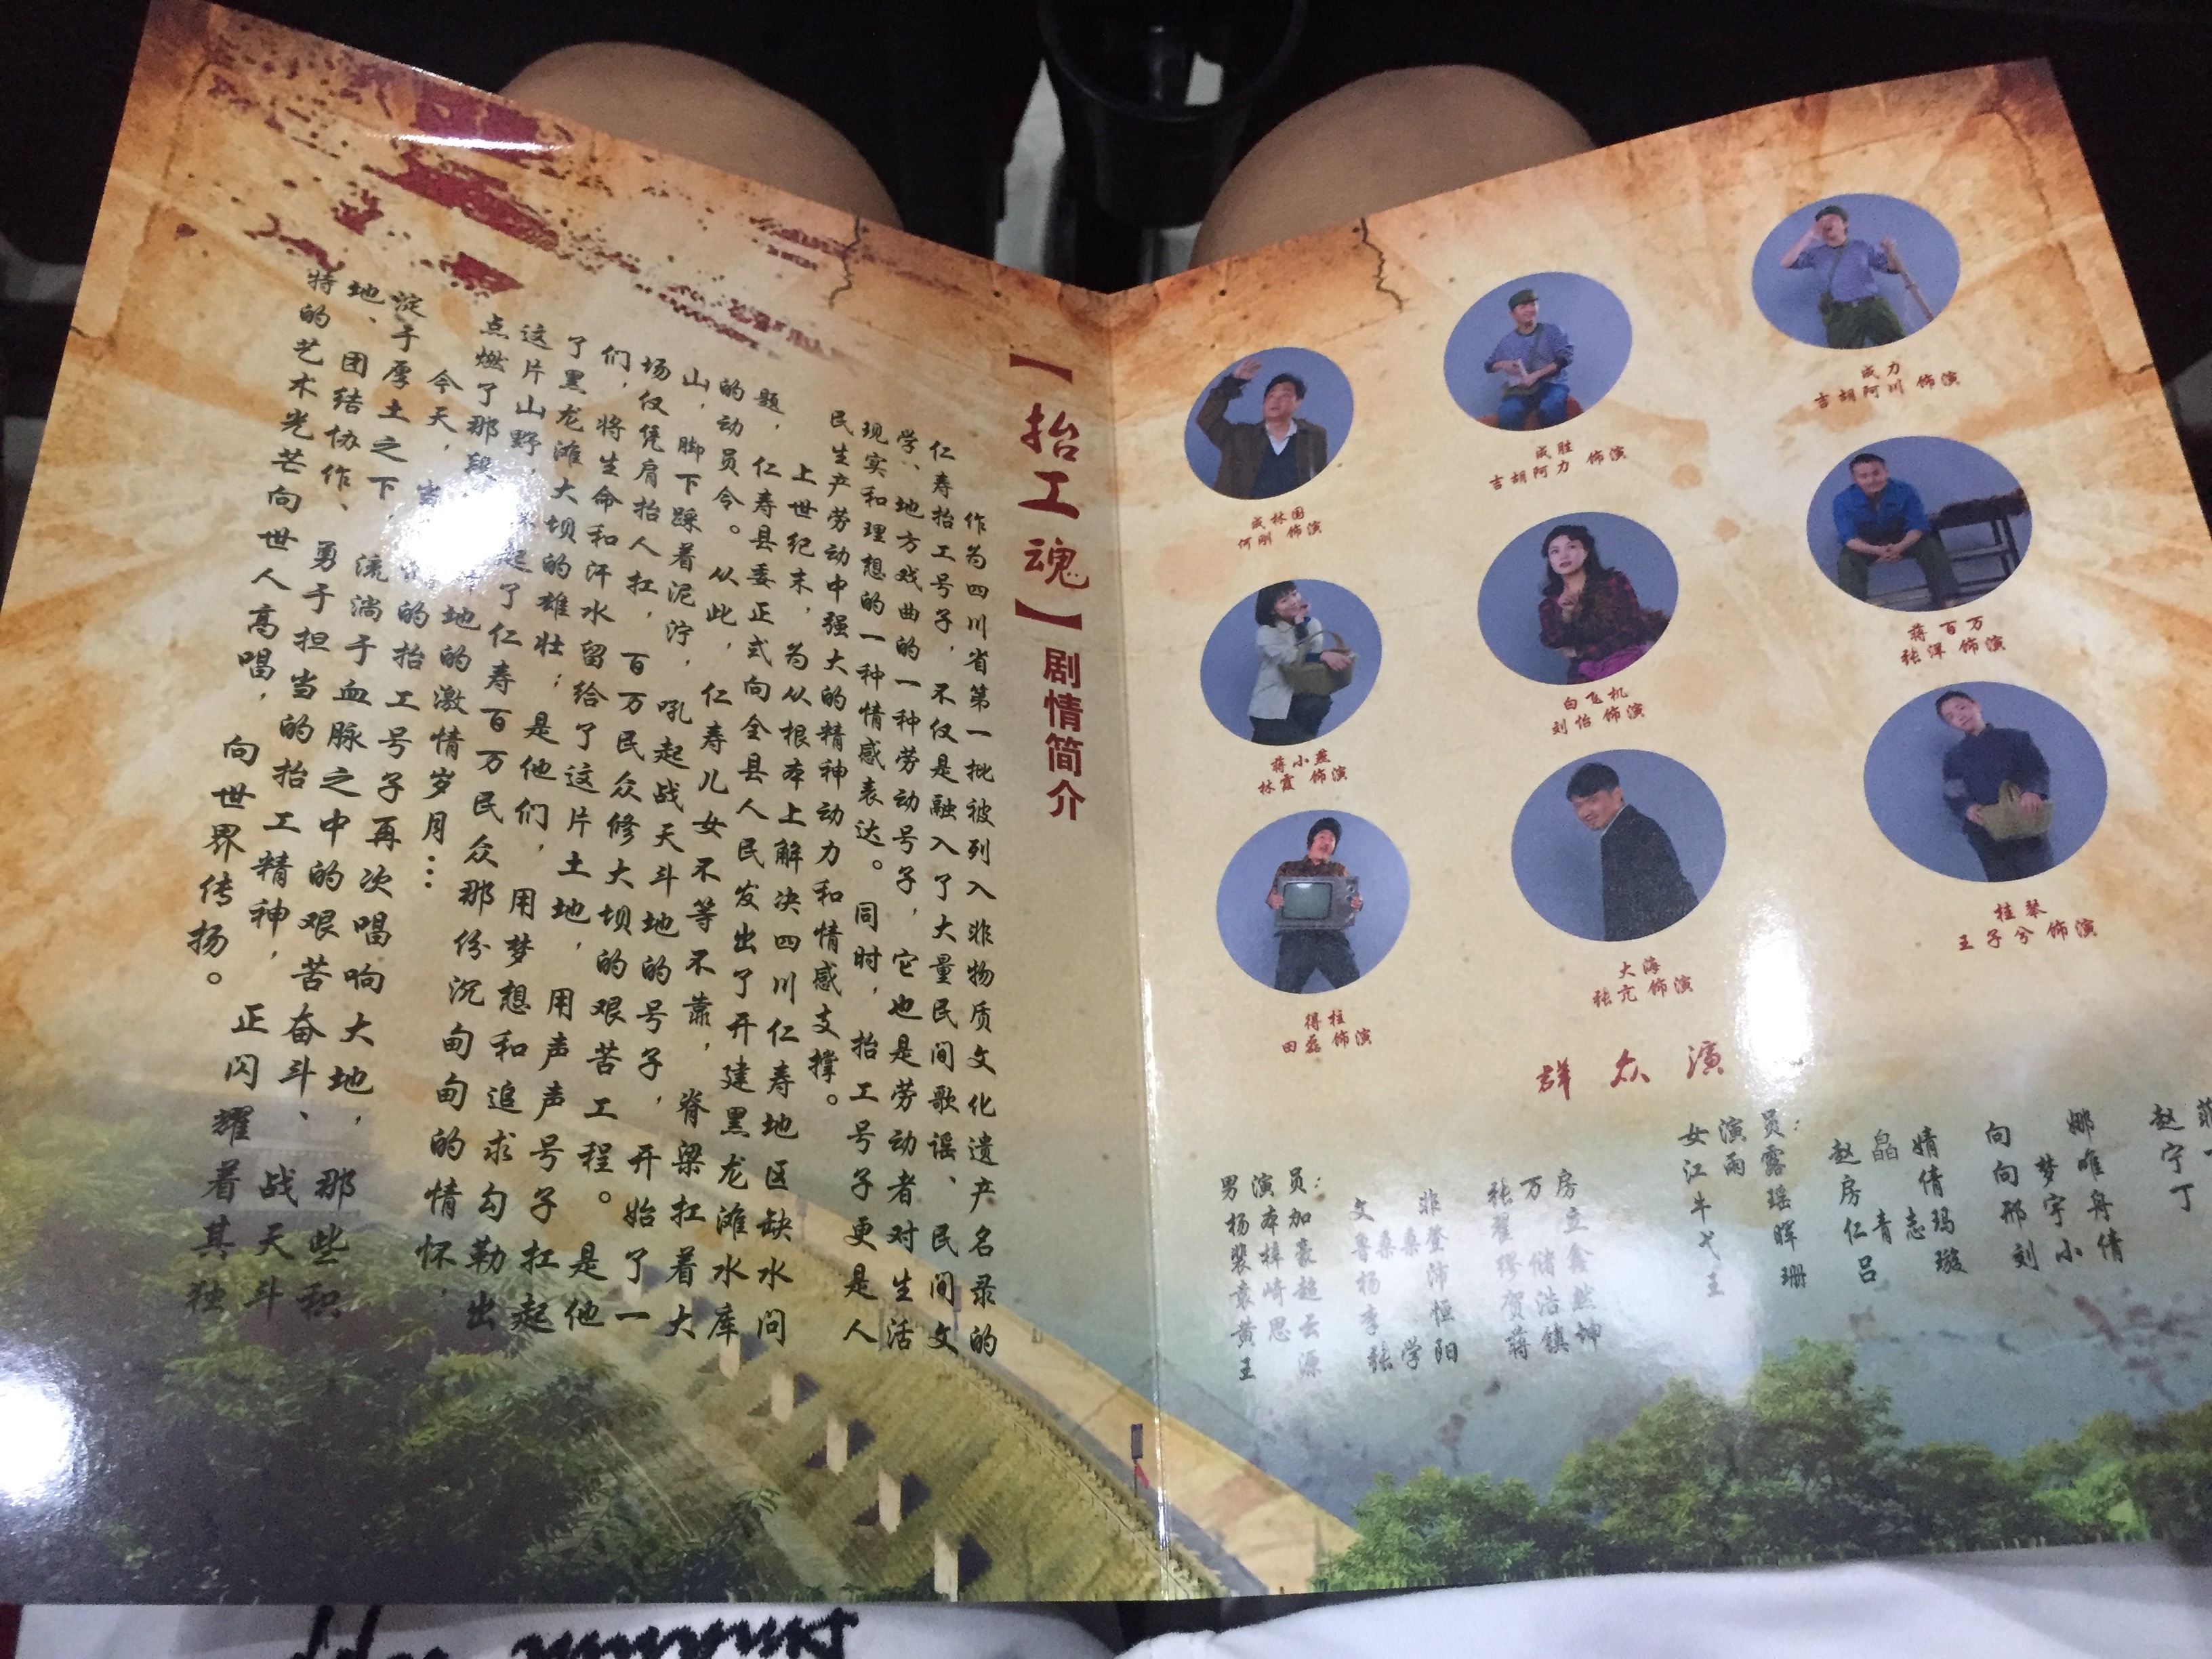 【抬工魂】剧情简介
作为四川省第一批被列入非物质文化遗产名录的
仁寿抬工号子，不仅是融入了大量民间歌谣、民间文
学、地方戏曲的一种劳动号子，它也是劳动者对生活
现实和理想的一种情感表达。同时，抬工号子更是人
民生产劳动中强大的精神动力和情感支撑。
上世纪末，为从根本上解决四川仁寿地区缺水问
题，仁寿县委正式向全县人民发出了开建黑龙滩水库
的动员令。从此，仁寿儿女不等不靠，脊梁扛着大
山，脚下踩着泥泞，吼起战天斗地的号子，开始了一
场仅凭肩抬人扛，百万民众修大坝的艰苦工程。是他
们，将生命和汗水留给了这片土地，用声声号子扛起
了黑龙滩大坝的雄壮；是他们，用梦想和追求勾勒出
这片山野，起了仁寿百万民众那份沉甸甸的情怀，
点燃了那段地的激情岁月…
今天，当的抬工号子再次唱响大地，那些积
淀于厚土之下、流淌于血脉之中的艰苦奋斗、战天斗
地、团结协作、勇于担当的抬工精神，正闪耀着其独
特的艺术光芒向世人高唱，向世界传扬。
成林国
何刚 饰演
成胜
吉胡阿力 饰演
成力
吉胡阿川 饰演
蒋小燕
林霞 饰演
白飞机
刘怡 饰演
蒋百万
张洋 饰演
得柱
田磊 饰演
大海
张亢 饰演
桂琴
王子兮 饰演
群众演
男演员：
杨本加
裴梓豪
袁崎超
黄思云
王源
文非
鲁桑桑登
杨沛
李恒
张学阳
张万房
翟立
缪储鑫
贺浩然
蒋镇坤
女演员：
江雨露
牛瑶
弋晖
王珊
赵晶婧
房倩
仁青志玛
吕璇
向娜
向梦唯
邢宇舟
刘小倩
赵
宁
丁